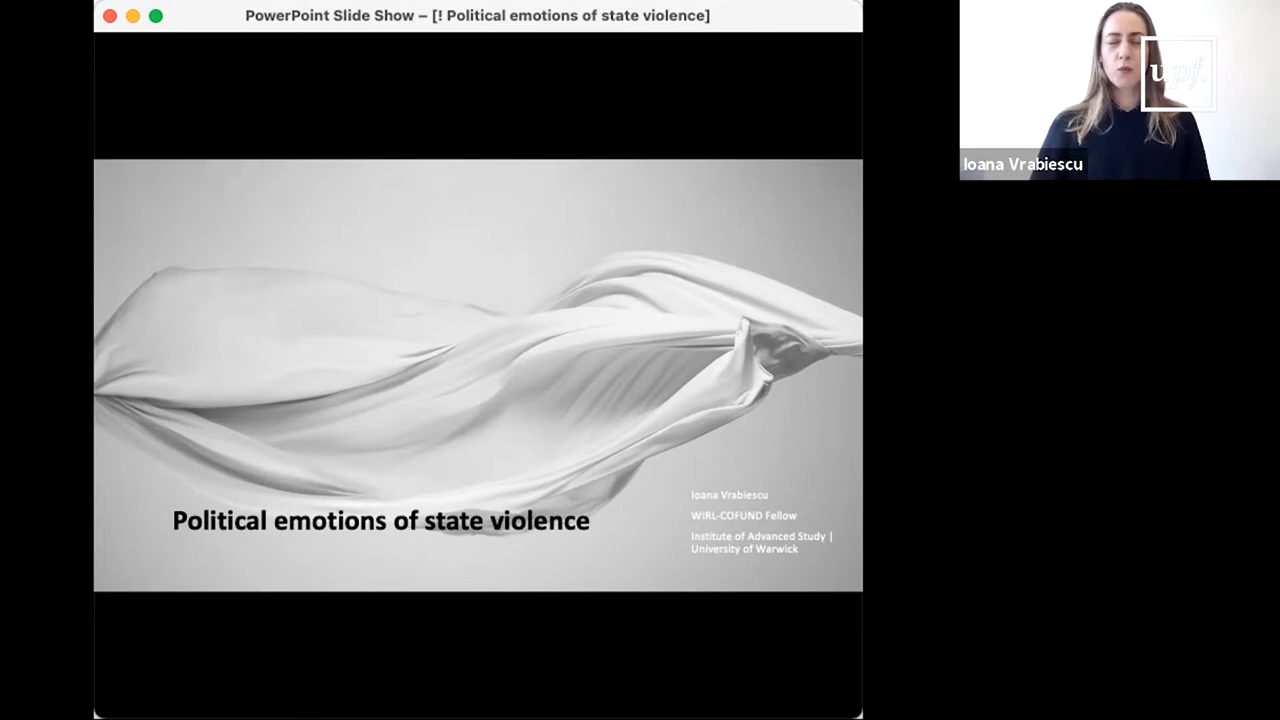 PowerPoint Slide Show – [! Political emotions of state violence]
upf.
Ioana Vrabiescu
Political emotions of state violence
Ioana Vrabiescu
WIRL-COFUND Fellow
Institute of Advanced Study |
University of Warwick